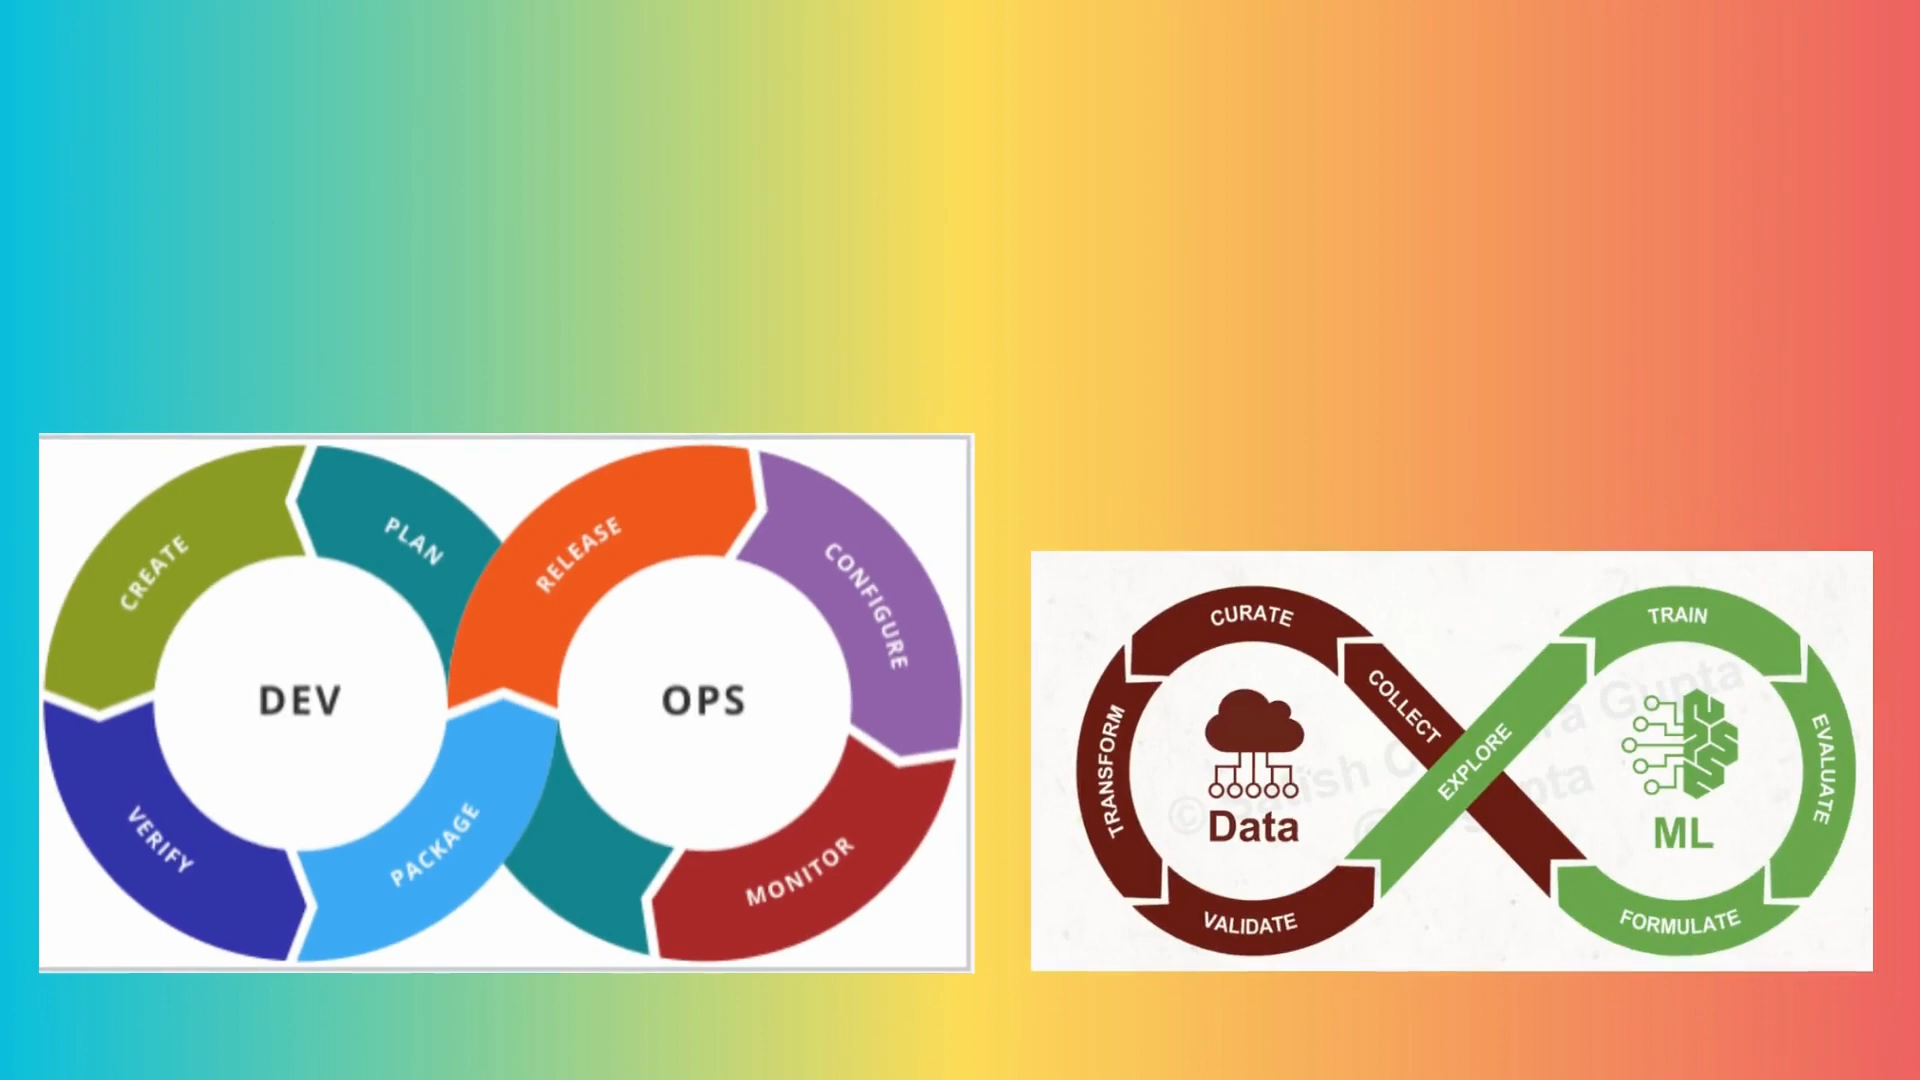 CREATE
PLAN
RELEASE
CONFIGURE
DEV
OPS
VERIFY
PACKAGE
MONITOR
CURATE
TRAIN
COLLECT
EXPLORE
TRANSFORM
EVALUATE
Data
ML
VALIDATE
FORMULATE
Gupta